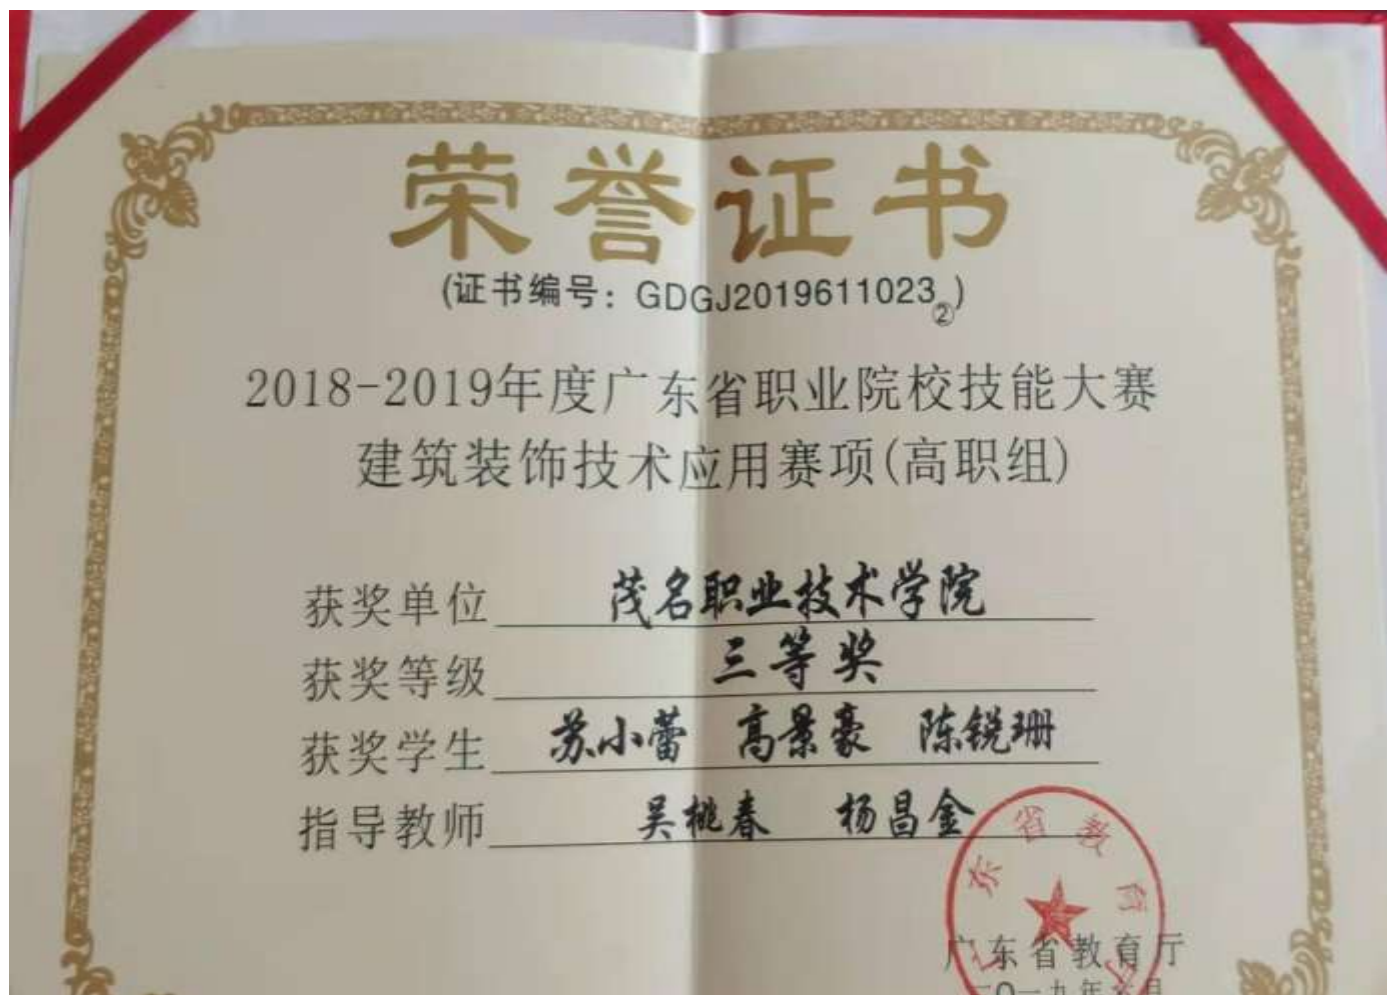 荣誉证书
(证书编号：GDGJ2019611023②)
2018-2019年度广东省职业院校技能大赛
建筑装饰技术应用赛项(高职组)
获奖单位 茂名职业技术学院
获奖等级 三等奖
获奖学生 苏小蕾 高景豪 陈锐珊
指导教师 吴桃春 杨昌金
广东省教育厅